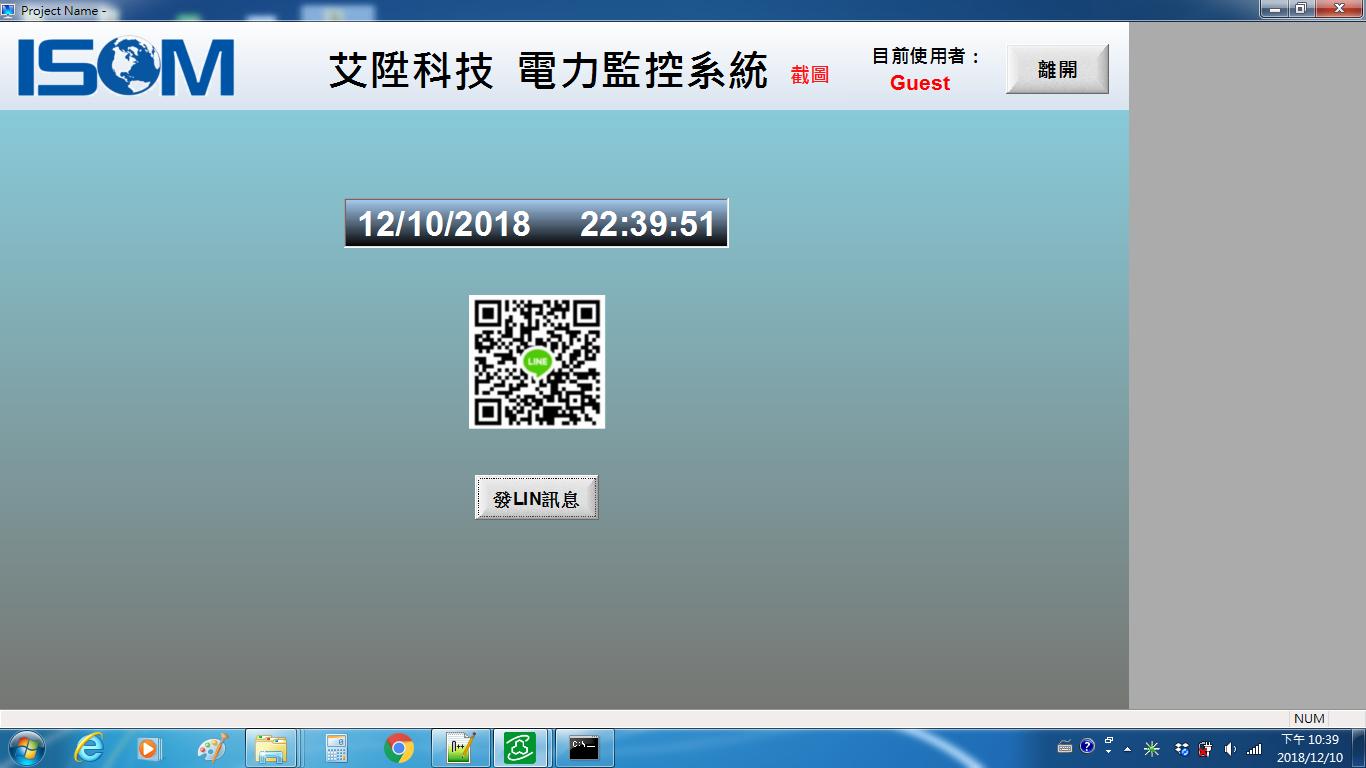 Project Name -
ISOM
艾陞科技 電力監控系統
截圖
目前使用者：
Guest
離開
12/10/2018 22:39:51
LINE
發LIN訊息
NUM
下午 10:39
2018/12/10